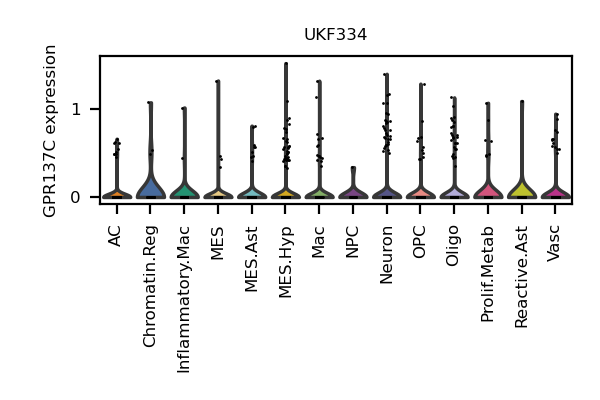 UKF334
GPR137C expression
1
0
AC
Chromatin.Reg
Inflammatory.Mac
MES
MES.Ast
MES.Hyp
Mac
NPC
Neuron
OPC
Oligo
Prolif.Metab
Reactive.Ast
Vasc